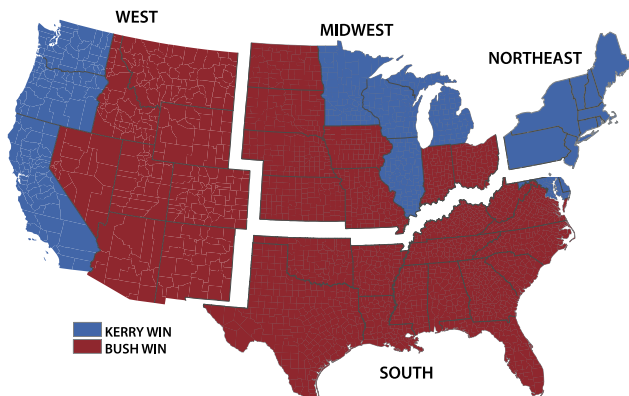 WEST
MIDWEST
NORTHEAST
KERRY WIN
BUSH WIN
SOUTH